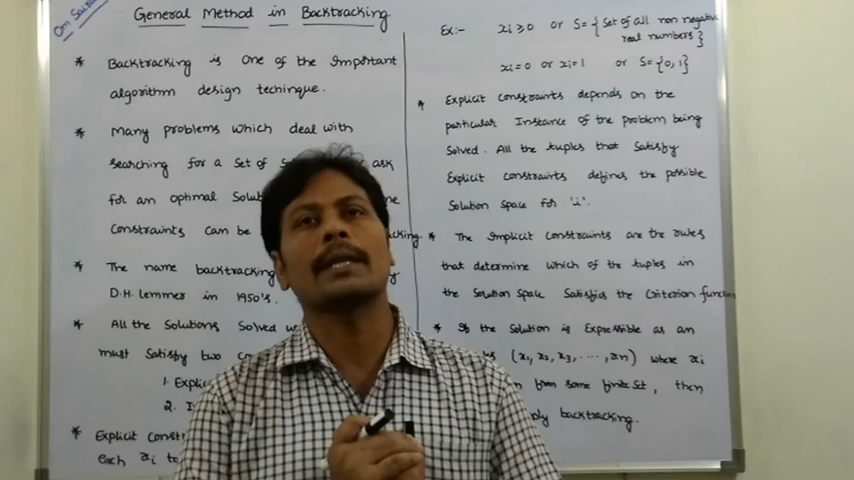 Om Sairam
General Method in Backtracking
* Backtracking is One of the Important
algorithm design techinque.
* Many problems which deal with
searching for a set of ask
for an optimal
constraints can be
* The name backtracking
D.H. Lemmer in 1950's.
* All the Solutions Solved
must satisfy two
1. Explic
2. I
* Explicit Constr
each xi to
Ex:- xi ≥ 0 or S = { Set of all non negative
real numbers }
xi = 0 or xi = 1 or S = {0, 1}
* Explicit constraints depends on the
particular Instance of the problem being
Solved. All the tuples that Satisfy
Explicit constraints defines the possible
Solution space for 'i'.
* The Implicit constraints are the rules
that determine which of the tuples in
the Solution Space Satisfies the Criterion function
* If the Solution is Expressible as an
(x1, x2, x3, ...., xn) where xi
from some finite set, then
backtracking.